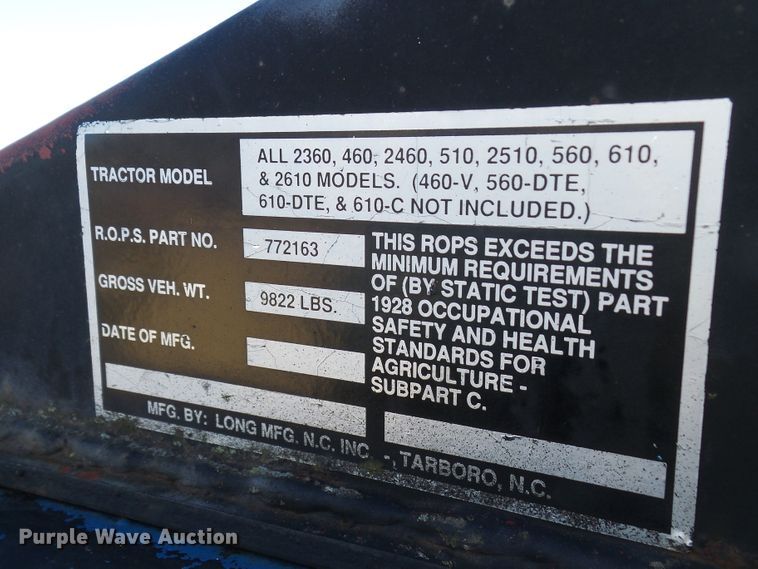 TRACTOR MODEL
ALL 2360, 460, 2460, 510, 2510, 560, 610,
& 2610 MODELS. (460-V, 560-DTE,
610-DTE, & 610-C NOT INCLUDED.)
R.O.P.S. PART NO.
772163
GROSS VEH. WT.
9822 LBS.
DATE OF MFG.
THIS ROPS EXCEEDS THE
MINIMUM REQUIREMENTS
OF (BY STATIC TEST) PART
1928 OCCUPATIONAL
SAFETY AND HEALTH
STANDARDS FOR
AGRICULTURE -
SUBPART C.
MFG. BY: LONG MFG. N.C. INC -, TARBORO, N.C.
Purple Wave Auction